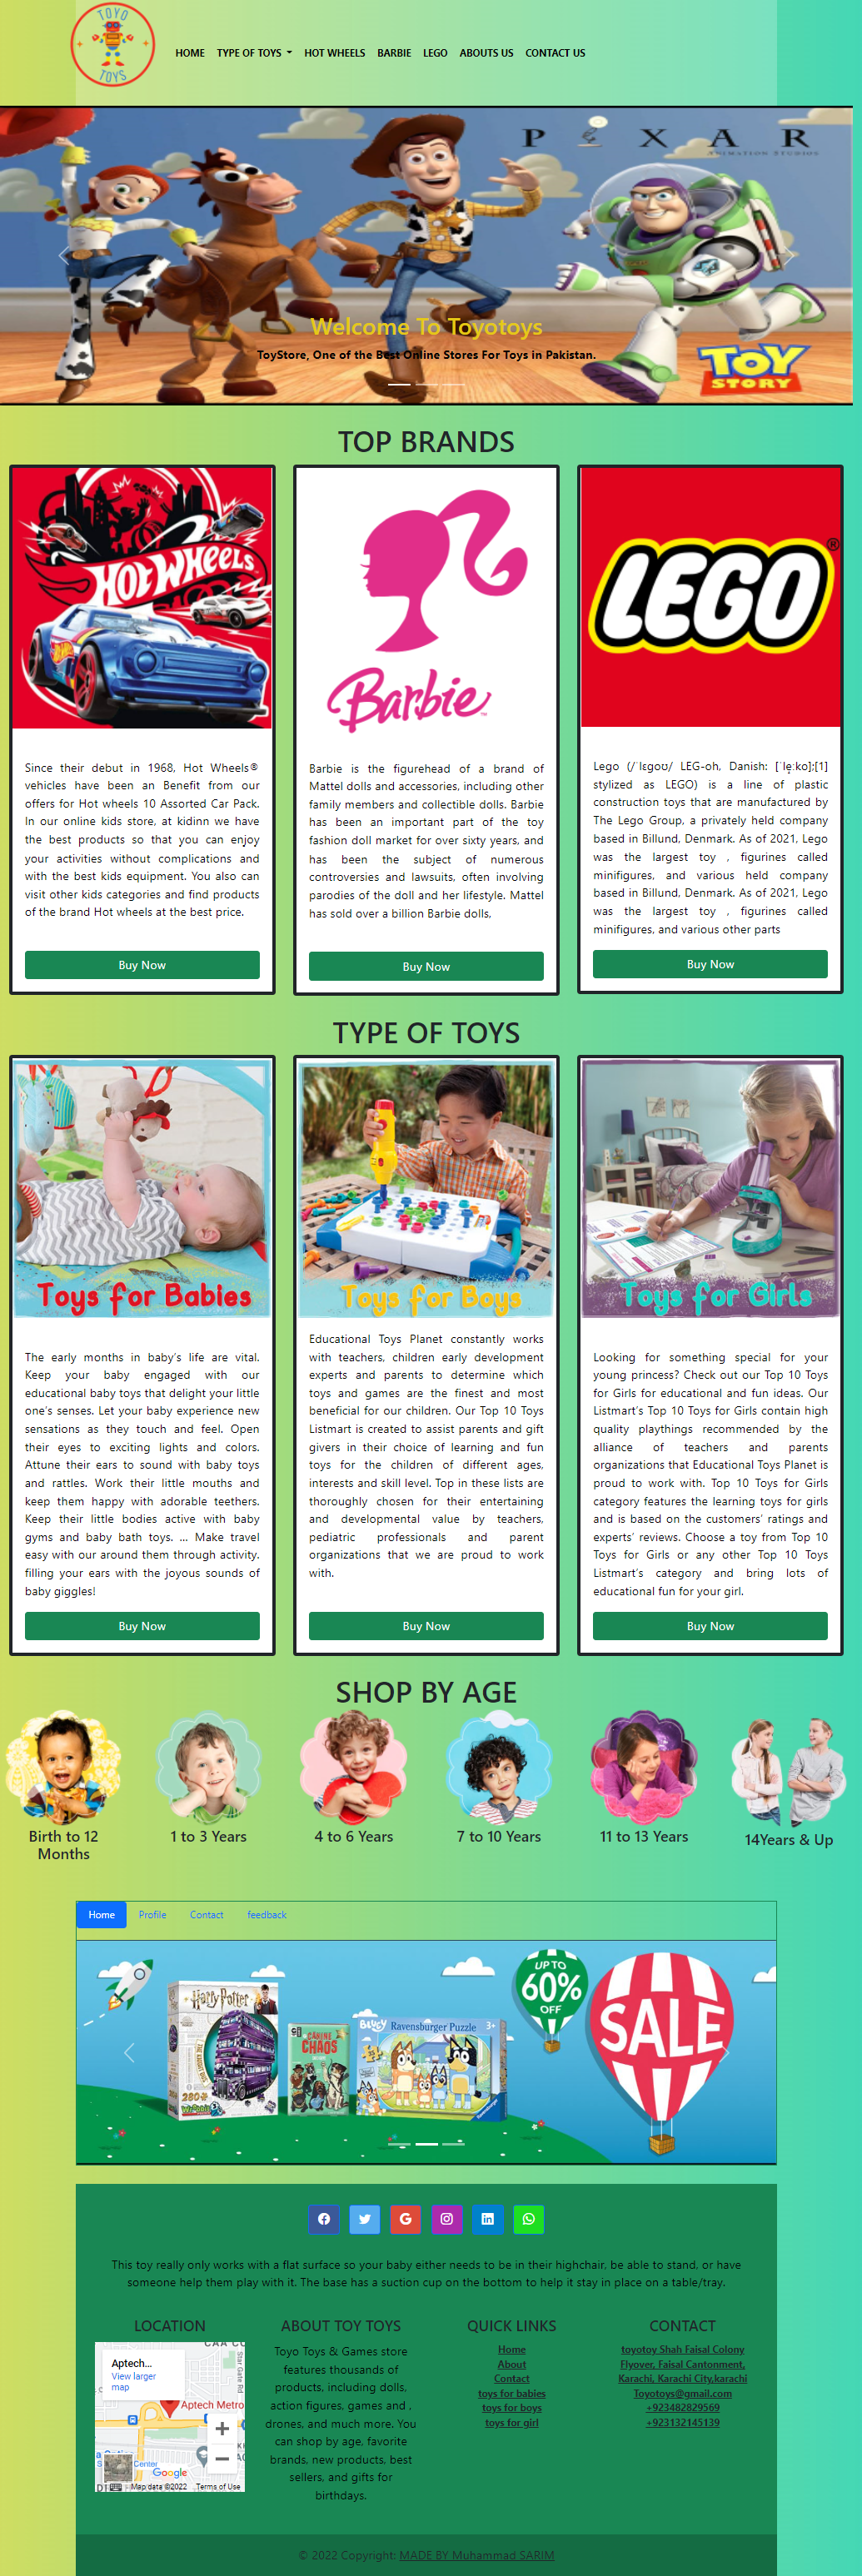 TOYO
TOYS
HOME TYPE OF TOYS HOT WHEELS BARBIE LEGO ABOUTS US CONTACT US
PIXAR
ANIMATION STUDIOS
Welcome To Toyotoys
ToyStore, One of the Best Online Stores For Toys in Pakistan.
TOY
STORY
TOP BRANDS
HOT WHEELS
Barbie™
LEGO®
Since their debut in 1968, Hot Wheels®
vehicles have been an Benefit from our
offers for Hot wheels 10 Assorted Car Pack.
In our online kids store, at kidinn we have
the best products so that you can enjoy
your activities without complications and
with the best kids equipment. You also can
visit other kids categories and find products
of the brand Hot wheels at the best price.
Buy Now
Barbie is the figurehead of a brand of
Mattel dolls and accessories, including other
family members and collectible dolls. Barbie
has been an important part of the toy
fashion doll market for over sixty years, and
has been the subject of numerous
controversies and lawsuits, often involving
parodies of the doll and her lifestyle. Mattel
has sold over a billion Barbie dolls,
Buy Now
Lego (/ˈlɛɡoʊ/ LEG-oh, Danish: [ˈle̝ːko];[1]
stylized as LEGO) is a line of plastic
construction toys that are manufactured by
The Lego Group, a privately held company
based in Billund, Denmark. As of 2021, Lego
was the largest toy , figurines called
minifigures, and various held company
based in Billund, Denmark. As of 2021, Lego
was the largest toy , figurines called
minifigures, and various other parts
Buy Now
TYPE OF TOYS
Toys for Babies
Toys for Boys
Toys for Girls
The early months in baby's life are vital.
Keep your baby engaged with our
educational baby toys that delight your little
one's senses. Let your baby experience new
sensations as they touch and feel. Open
their eyes to exciting lights and colors.
Attune their ears to sound with baby toys
and rattles. Work their little mouths and
keep them happy with adorable teethers.
Keep their little bodies active with baby
gyms and baby bath toys. ... Make travel
easy with our around them through activity.
filling your ears with the joyous sounds of
baby giggles!
Buy Now
Educational Toys Planet constantly works
with teachers, children early development
experts and parents to determine which
toys and games are the finest and most
beneficial for our children. Our Top 10 Toys
Listmart is created to assist parents and gift
givers in their choice of learning and fun
toys for the children of different ages,
interests and skill level. Top in these lists are
thoroughly chosen for their entertaining
and developmental value by teachers,
pediatric professionals and parent
organizations that we are proud to work
with.
Buy Now
Looking for something special for your
young princess? Check out our Top 10 Toys
for Girls for educational and fun ideas. Our
Listmart's Top 10 Toys for Girls contain high
quality playthings recommended by the
alliance of teachers and parents
organizations that Educational Toys Planet is
proud to work with. Top 10 Toys for Girls
category features the learning toys for girls
and is based on the customers' ratings and
experts' reviews. Choose a toy from Top 10
Toys for Girls or any other Top 10 Toys
Listmart's category and bring lots of
educational fun for your girl.
Buy Now
SHOP BY AGE
Birth to 12
Months
1 to 3 Years
4 to 6 Years
7 to 10 Years
11 to 13 Years
14Years & Up
Home Profile Contact feedback
Harry Potter
280
CANINE
CHAOS
BLUEY
Ravensburger Puzzle
3+
Ravensburger
UP TO
60%
OFF
SALE
This toy really only works with a flat surface so your baby either needs to be in their highchair, be able to stand, or have
someone help them play with it. The base has a suction cup on the bottom to help it stay in place on a table/tray.
LOCATION
CAA CO
Aptech...
View larger
map
Star Gate Rd
Aptech Metro
Center
Google
Map data ©2022 Terms of Use
ABOUT TOY TOYS
Toyo Toys & Games store
features thousands of
products, including dolls,
action figures, games and ,
drones, and much more. You
can shop by age, favorite
brands, new products, best
sellers, and gifts for
birthdays.
QUICK LINKS
Home
About
Contact
toys for babies
toys for boys
toys for girl
CONTACT
toyotoy Shah Faisal Colony
Flyover, Faisal Cantonment,
Karachi, Karachi City,karachi
Toyotoys@gmail.com
+923482829569
+923132145139
© 2022 Copyright: MADE BY Muhammad SARIM